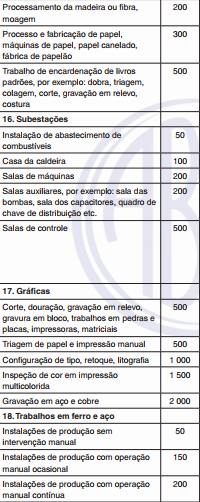 Processamento da madeira ou fibra, 200
moagem
Processo e fabricação de papel, 300
máquinas de papel, papel canelado,
fábrica de papelão
Trabalho de encardenação de livros 500
padrões, por exemplo: dobra, triagem,
colagem, corte, gravação em relevo,
costura
16. Subestações
Instalação de abastecimento de 50
combustíveis
Casa da caldeira 100
Salas de máquinas 200
Salas auxiliares, por exemplo: sala das 200
bombas, sala dos capacitores, quadro de
chave de distribuição etc.
Salas de controle 500
17. Gráficas
Corte, douração, gravação em relevo, 500
gravura em bloco, trabalhos em pedras e
placas, impressoras, matriciais
Triagem de papel e impressão manual 500
Configuração de tipo, retoque, litografia 1 000
Inspeção de cor em impressão 1 500
multicolorida
Gravação em aço e cobre 2 000
18. Trabalhos em ferro e aço
Instalações de produção sem 50
intervenção manual
Instalações de produção com operação 150
manual ocasional
Instalações de produção com operação 200
manual contínua